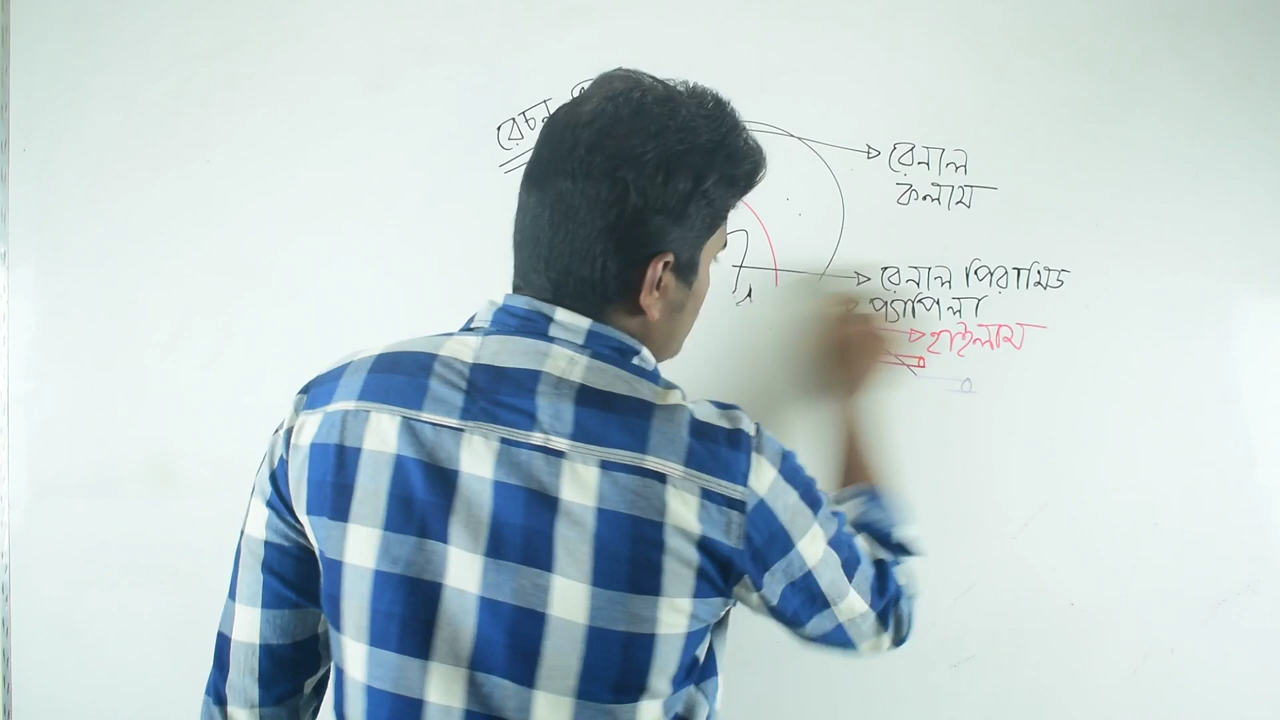 রেচন
রেনাল
কলাম
রেনাল পিরামিড
প্যাপিলা
হাইলাম